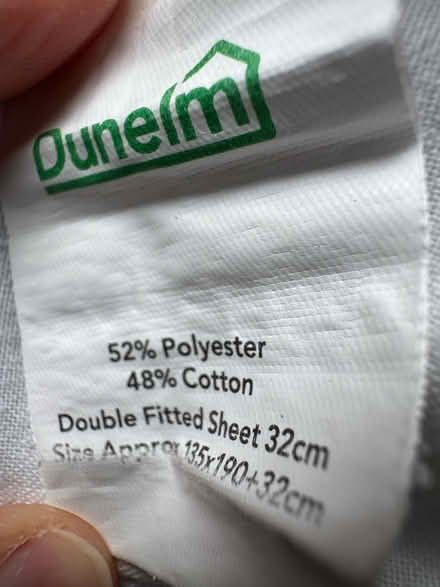 Dunelm
52% Polyester
48% Cotton
Double Fitted Sheet 32cm
Size Approx 135x190+32cm